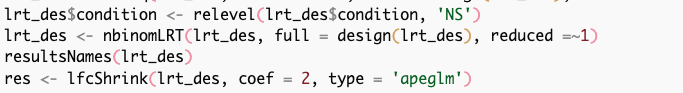 lrt_des$condition <- relevel(lrt_des$condition, 'NS')
lrt_des <- nbinomLRT(lrt_des, full = design(lrt_des), reduced =~1)
resultsNames(lrt_des)
res <- lfcShrink(lrt_des, coef = 2, type = 'apeglm')